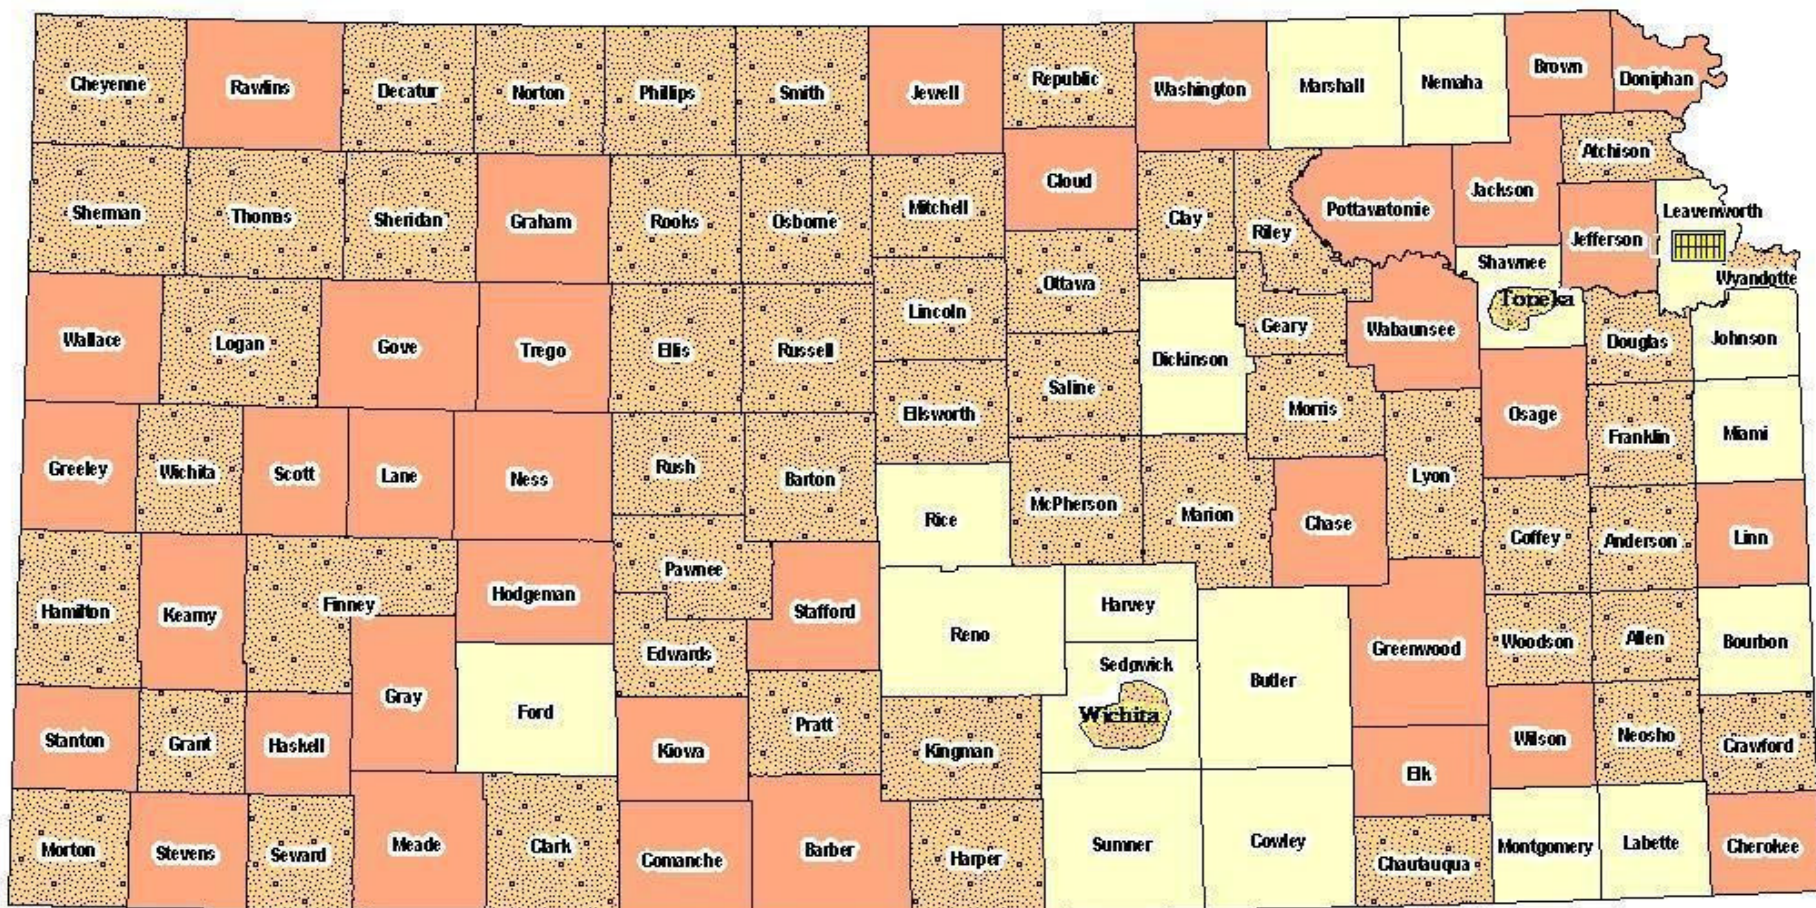 Cheyenne
Rawlins
Decatur
Norton
Phillips
Smith
Jewell
Republic
Washington
Marshall
Nemaha
Brown
Doniphan
Sherman
Thomas
Sheridan
Graham
Rooks
Osborne
Mitchell
Cloud
Clay
Riley
Pottawatomie
Jackson
Atchison
Jefferson
Leavenworth
Wyandotte
Shawnee
Topeka
Wallace
Logan
Gove
Trego
Ellis
Russell
Lincoln
Ottawa
Dickinson
Geary
Wabaunsee
Douglas
Johnson
Saline
Ellsworth
Morris
Osage
Franklin
Miami
Greeley
Wichita
Scott
Lane
Ness
Rush
Barton
Rice
McPherson
Marion
Chase
Lyon
Coffey
Anderson
Linn
Hamilton
Kearny
Finney
Hodgeman
Pawnee
Stafford
Reno
Harvey
Sedgwick
Wichita
Butler
Greenwood
Woodson
Allen
Bourbon
Edwards
Gray
Ford
Stanton
Grant
Haskell
Kiowa
Pratt
Kingman
Elk
Wilson
Neosho
Crawford
Morton
Stevens
Seward
Meade
Clark
Comanche
Barber
Harper
Sumner
Cowley
Chautauqua
Montgomery
Labette
Cherokee